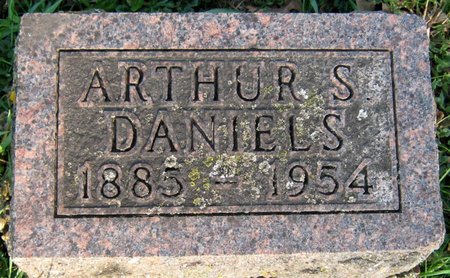 ARTHUR S.
DANIELS
1885 - 1954